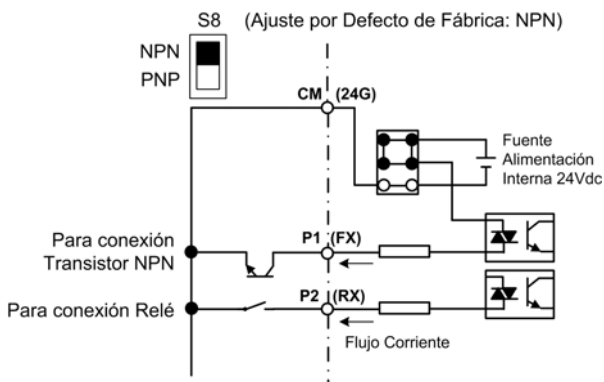 S8 (Ajuste por Defecto de Fábrica: NPN)
NPN
PNP
CM (24G)
Fuente
Alimentación
Interna 24Vdc
Para conexión
Transistor NPN
P1 (FX)
Para conexión Relé
P2 (RX)
Flujo Corriente